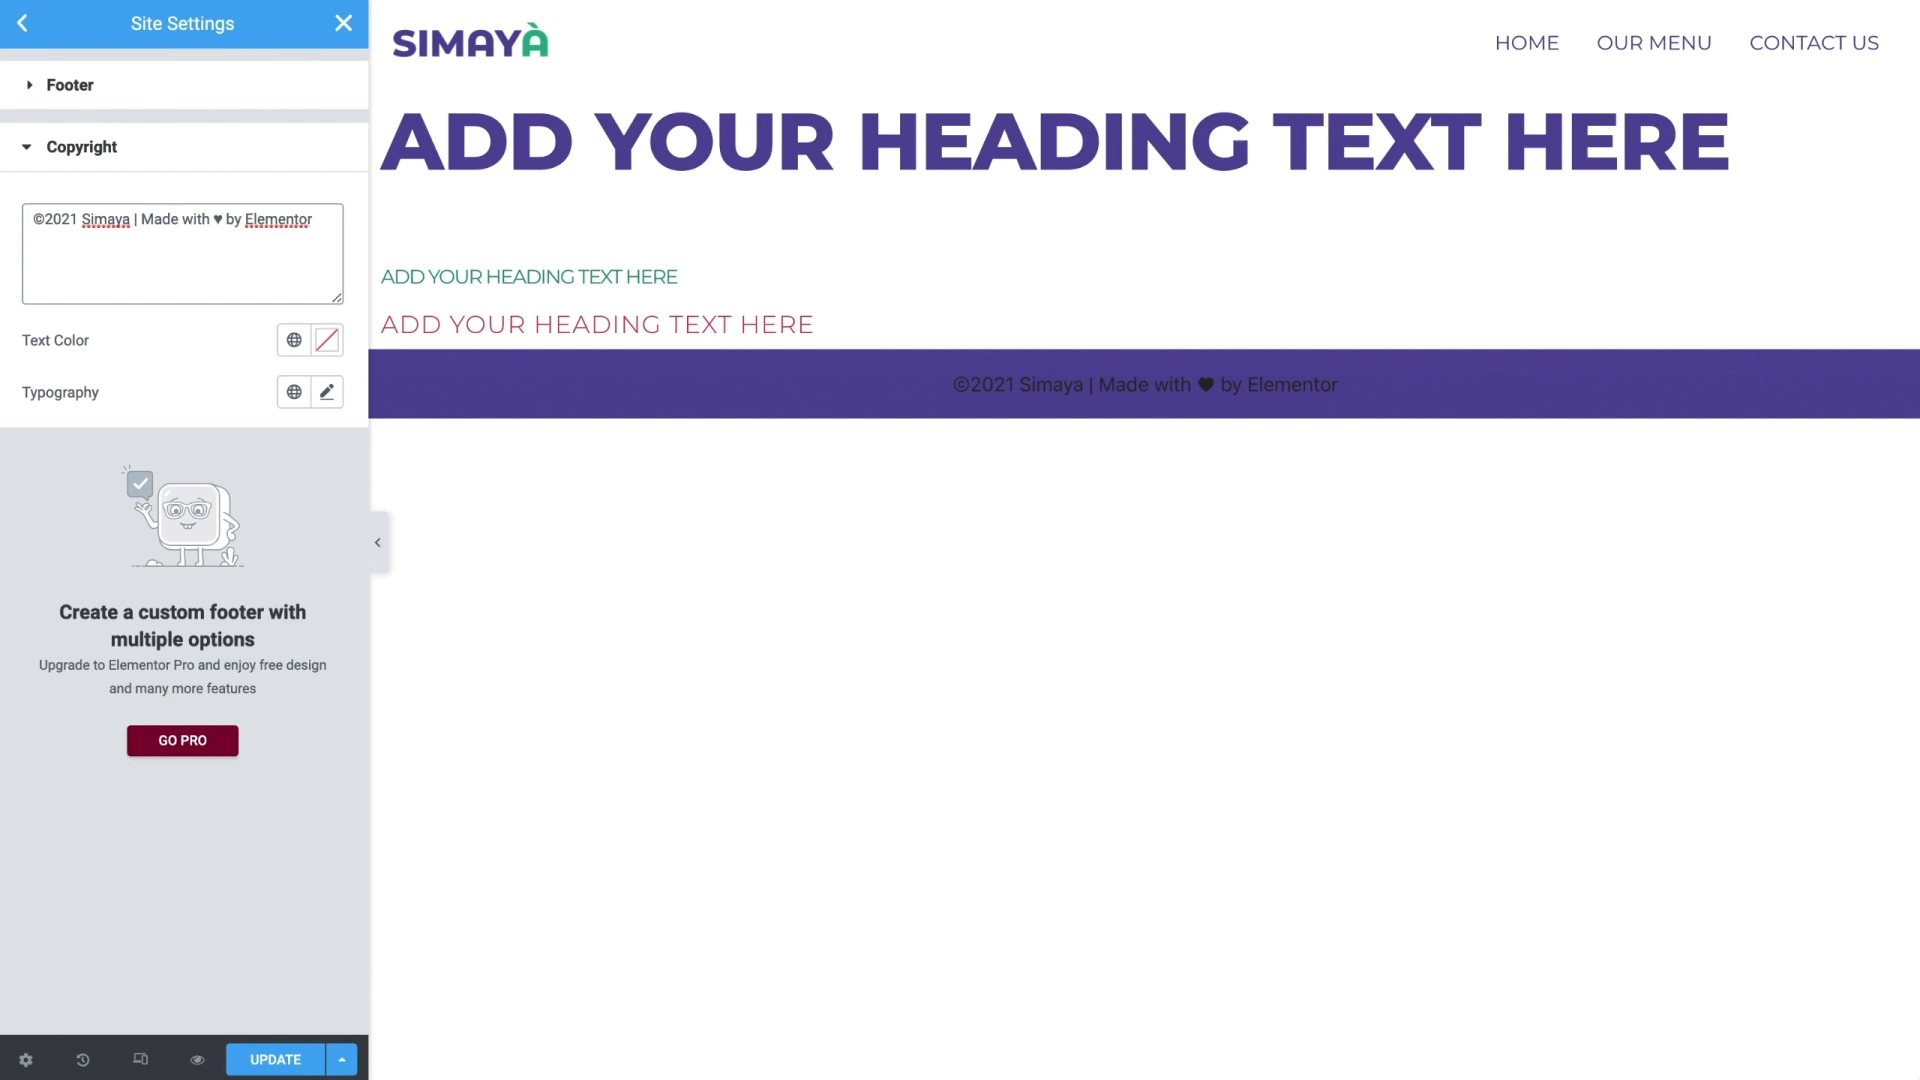 Site Settings
Footer
Copyright
©2021 Simaya | Made with ♥ by Elementor
Text Color
Typography
Create a custom footer with
multiple options
Upgrade to Elementor Pro and enjoy free design
and many more features
GO PRO
UPDATE
SIMAYÀ
HOME OUR MENU CONTACT US
ADD YOUR HEADING TEXT HERE
ADD YOUR HEADING TEXT HERE
ADD YOUR HEADING TEXT HERE
©2021 Simaya | Made with ♥ by Elementor